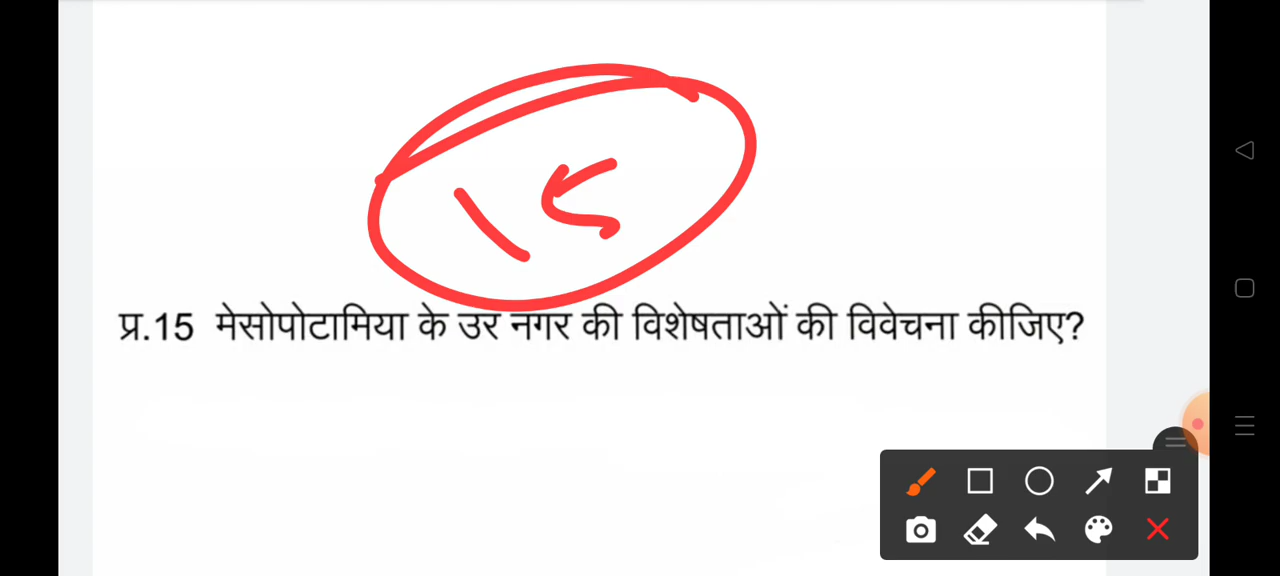 15
प्र.15 मेसोपोटामिया के उर नगर की विशेषताओं की विवेचना कीजिए?